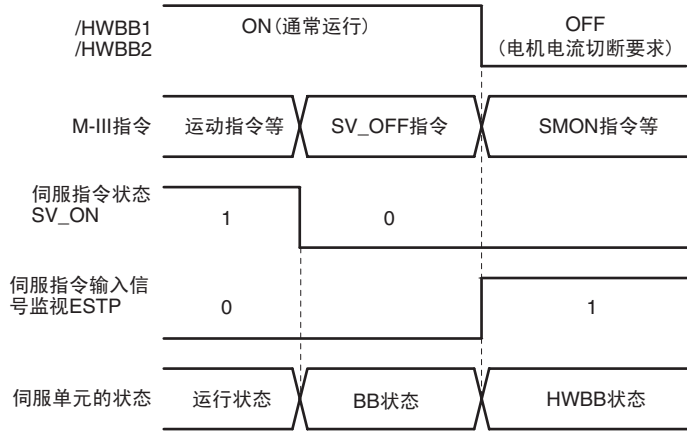 /HWBB1
/HWBB2
ON(通常运行)
OFF
(电机电流切断要求)
M-III指令
运动指令等
SV_OFF指令
SMON指令等
伺服指令状态
SV_ON
1
0
伺服指令输入信
号监视ESTP
0
1
伺服单元的状态
运行状态
BB状态
HWBB状态